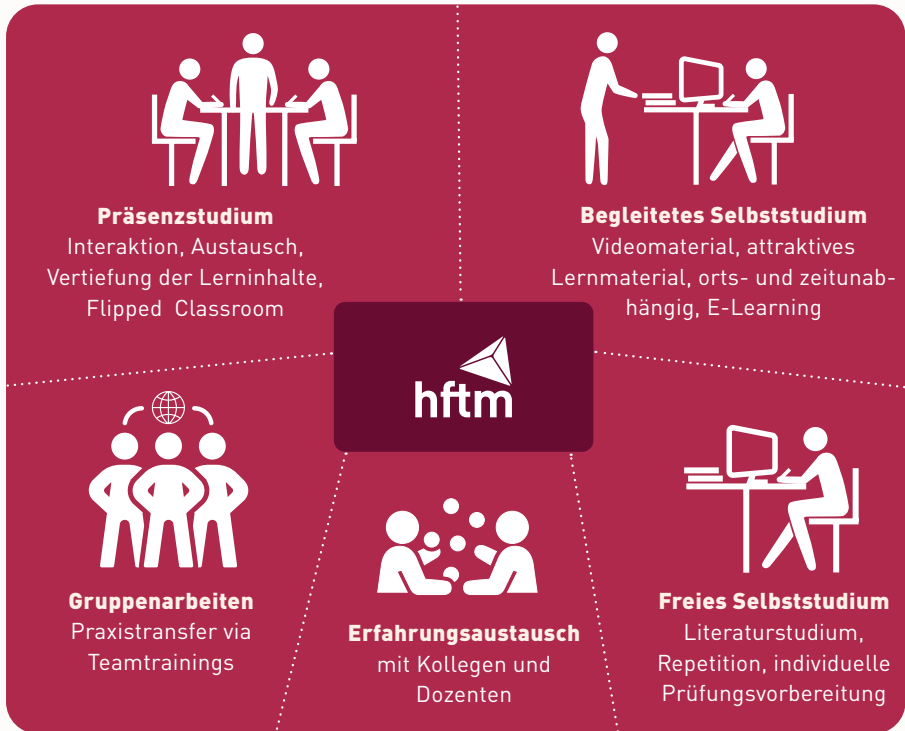 Präsenzstudium
Interaktion, Austausch,
Vertiefung der Lerninhalte,
Flipped Classroom
Begleitetes Selbststudium
Videomaterial, attraktives
Lernmaterial, orts- und zeitunab-
hängig, E-Learning
hftm
Gruppenarbeiten
Praxistransfer via
Teamtrainings
Erfahrungsaustausch
mit Kollegen und
Dozenten
Freies Selbststudium
Literaturstudium,
Repetition, individuelle
Prüfungsvorbereitung